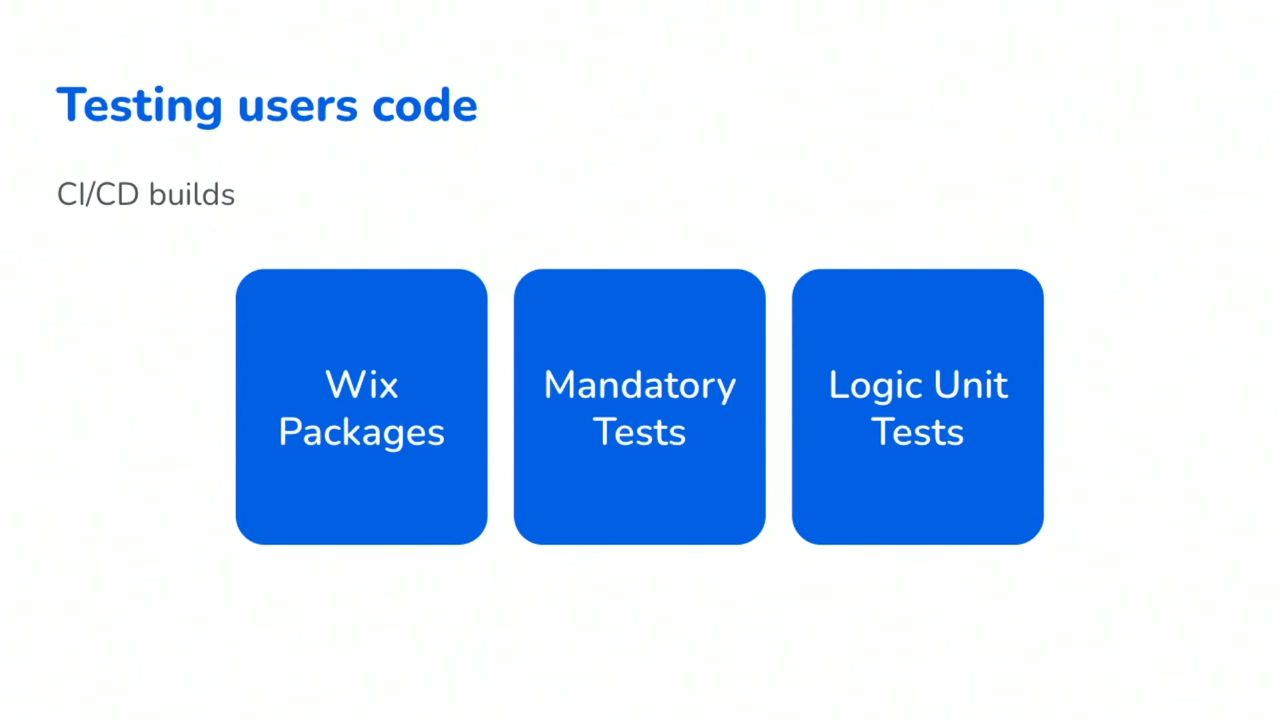 Testing users code
CI/CD builds
Wix
Packages
Mandatory
Tests
Logic Unit
Tests